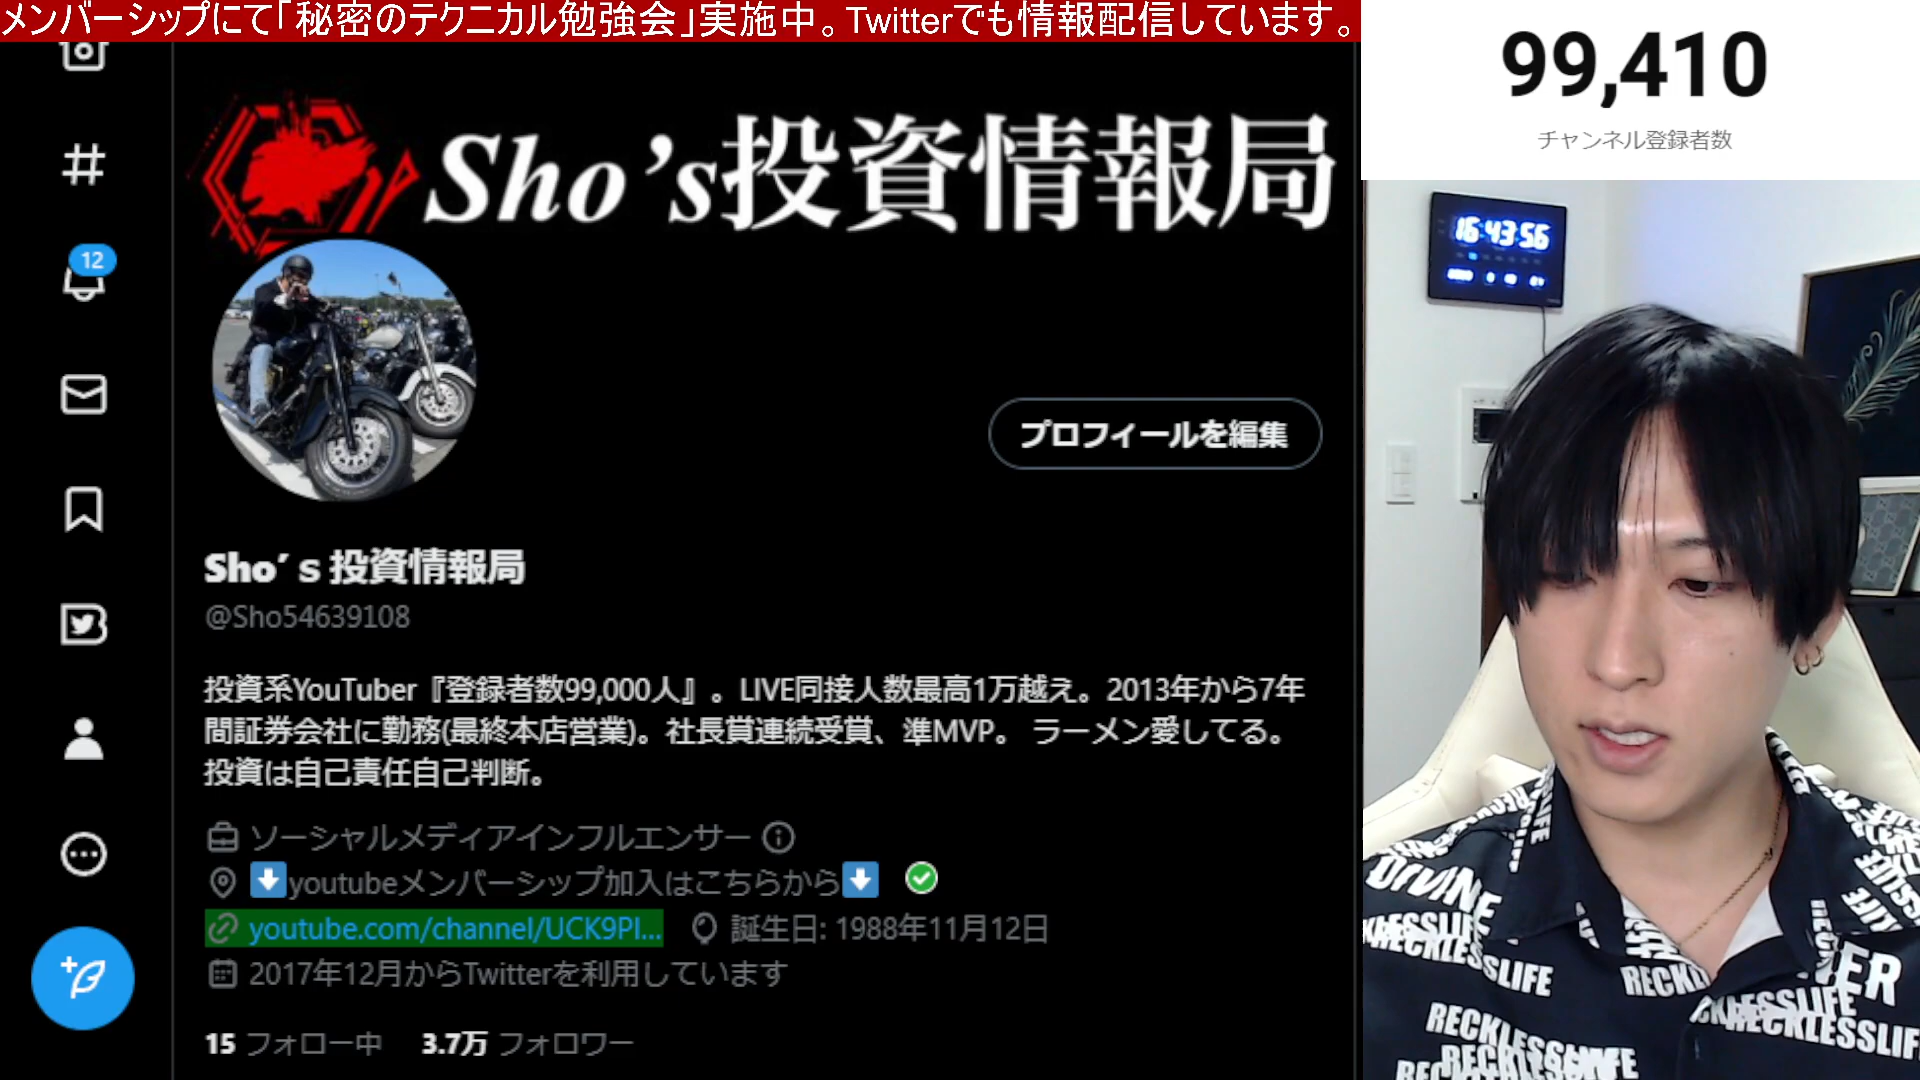 メンバーシップにて「秘密のテクニカル勉強会」実施中。Twitterでも情報配信しています。
99,410
チャンネル登録者数
Sho's投資情報局
16:43:56
12
プロフィールを編集
Sho′ｓ投資情報局
@Sho54639108
投資系YouTuber『登録者数99,000人』。LIVE同接人数最高1万越え。2013年から7年
間証券会社に勤務(最終本店営業)。社長賞連続受賞、準MVP。 ラーメン愛してる。
投資は自己責任自己判断。
ソーシャルメディアインフルエンサー
⬇youtubeメンバーシップ加入はこちらから⬇
youtube.com/channel/UCK9Pl... 誕生日: 1988年11月12日
2017年12月からTwitterを利用しています
15 フォロー中 3.7万 フォロワー
DIVINE
RECKLESSLIFE
RECKLESSLIFE